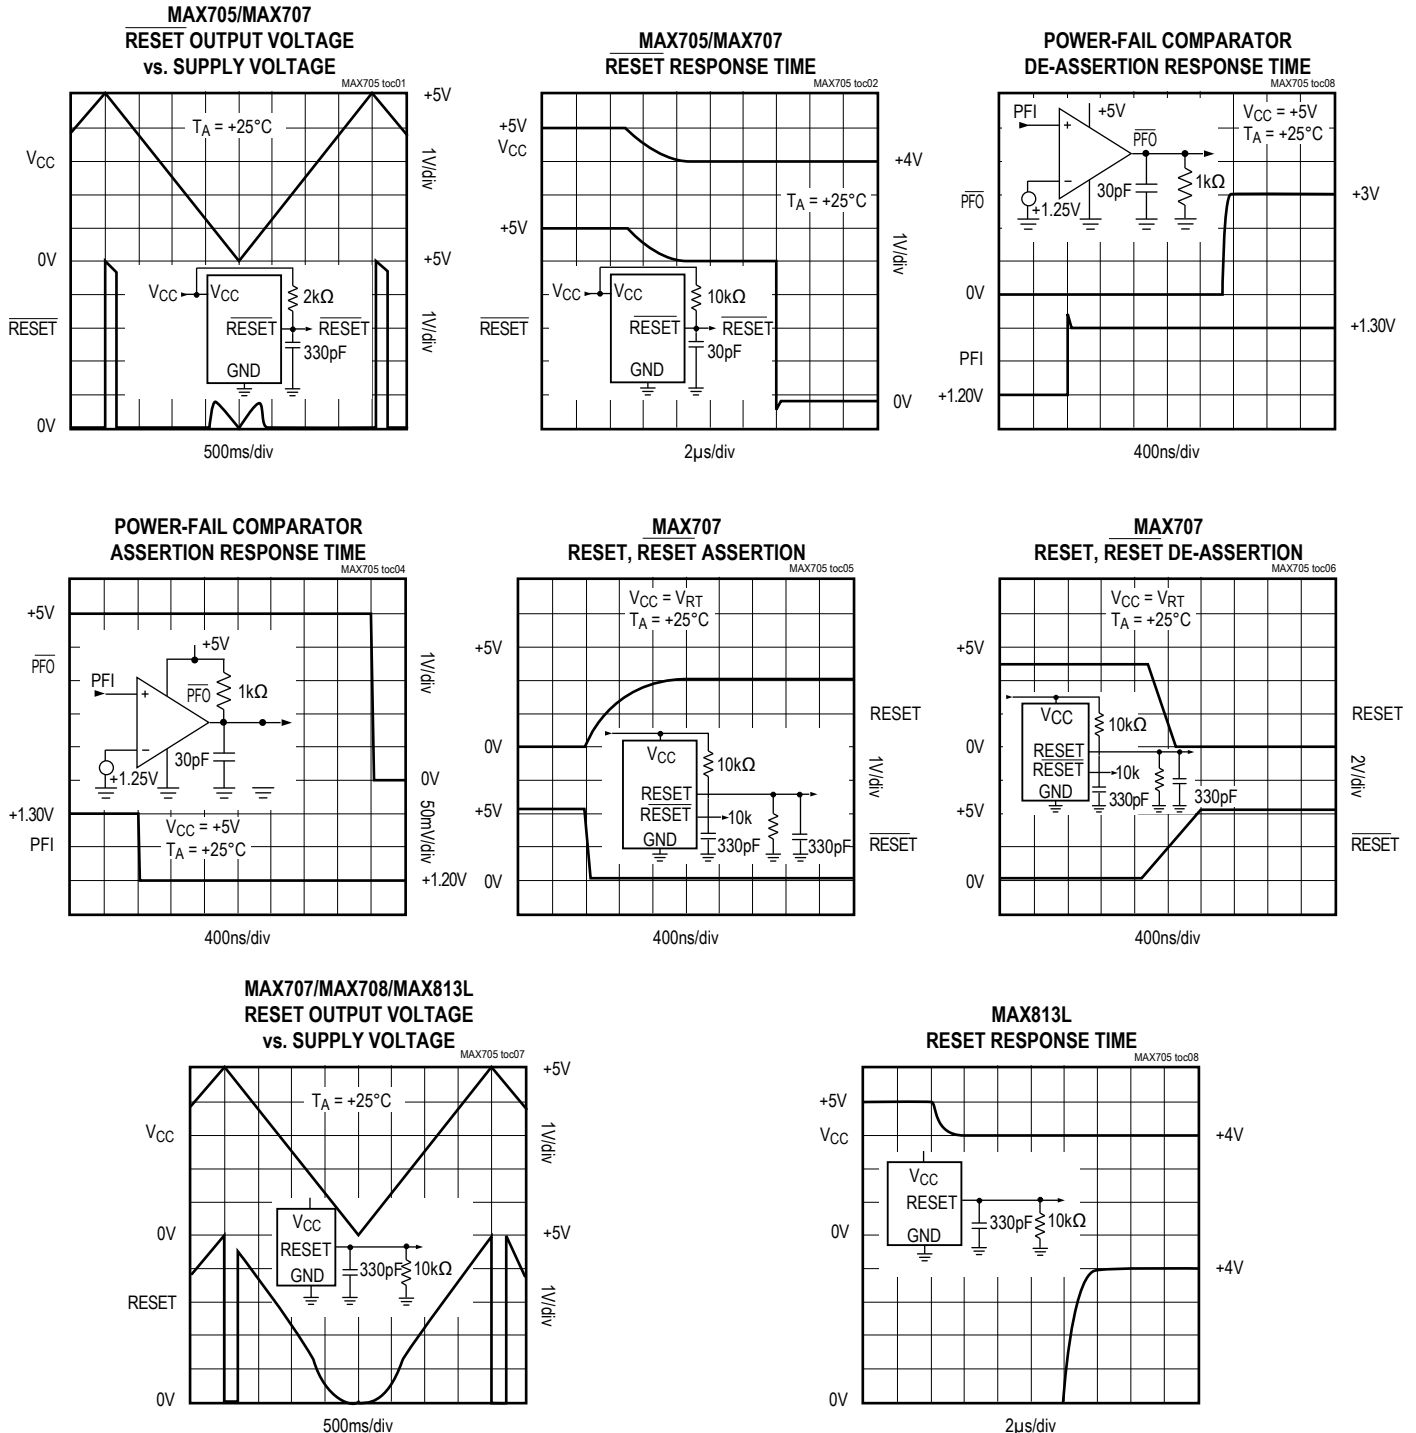 MAX705/MAX707
RESET OUTPUT VOLTAGE
vs. SUPPLY VOLTAGE
MAX705 toc01
+5V
TA = +25°C
VCC
1V/div
0V
+5V
VCC
VCC
2kΩ
RESET
RESET
RESET
330pF
1V/div
GND
0V
500ms/div
MAX705/MAX707
RESET RESPONSE TIME
MAX705 toc02
+5V
VCC
+4V
TA = +25°C
+5V
1V/div
VCC
VCC
10kΩ
RESET
RESET
RESET
30pF
GND
0V
2µs/div
POWER-FAIL COMPARATOR
DE-ASSERTION RESPONSE TIME
MAX705 toc08
PFI
+5V
VCC = +5V
TA = +25°C
+
PFO
−
30pF
1kΩ
PFO
+1.25V
+3V
0V
+1.30V
PFI
+1.20V
400ns/div
POWER-FAIL COMPARATOR
ASSERTION RESPONSE TIME
MAX705 toc04
+5V
+5V
PFO
1V/div
PFI
+
PFO
1kΩ
−
30pF
+1.25V
0V
+1.30V
VCC = +5V
TA = +25°C
50mV/div
PFI
+1.20V
400ns/div
MAX707
RESET, RESET ASSERTION
MAX705 toc05
VCC = VRT
TA = +25°C
+5V
RESET
0V
VCC
10kΩ
1V/div
RESET
RESET
10k
+5V
GND
330pF
330pF
RESET
0V
400ns/div
MAX707
RESET, RESET DE-ASSERTION
MAX705 toc06
VCC = VRT
TA = +25°C
+5V
VCC
10kΩ
RESET
0V
RESET
RESET
10k
2V/div
GND
330pF
330pF
+5V
RESET
0V
400ns/div
MAX707/MAX708/MAX813L
RESET OUTPUT VOLTAGE
vs. SUPPLY VOLTAGE
MAX705 toc07
+5V
TA = +25°C
VCC
1V/div
0V
+5V
VCC
RESET
GND
330pF
10kΩ
RESET
1V/div
0V
500ms/div
MAX813L
RESET RESPONSE TIME
MAX705 toc08
+5V
VCC
+4V
VCC
RESET
330pF
10kΩ
GND
0V
+4V
0V
2µs/div